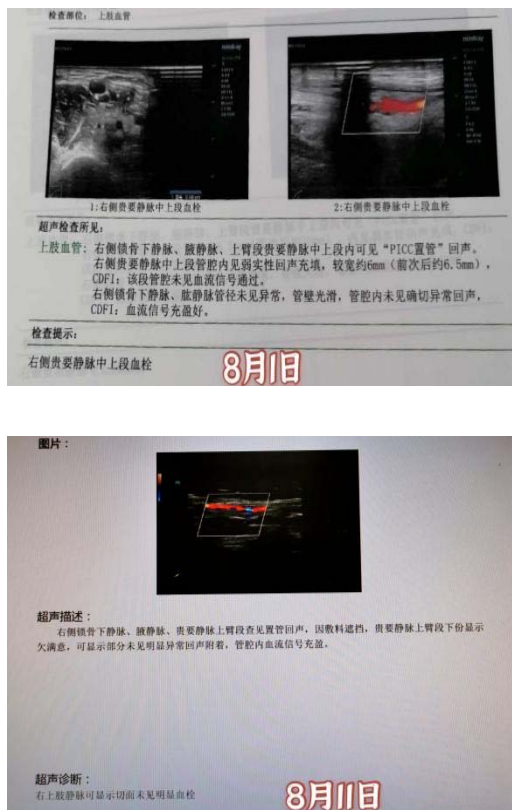 检查部位： 上肢血管
1:右侧贵要静脉中上段血栓
2:右侧贵要静脉中上段血栓
超声检查所见:
上肢血管: 右侧锁骨下静脉、腋静脉、上臂段贵要静脉中上段内可见“PICC置管”回声。
右侧贵要静脉中上段管腔内见弱实性回声充填，较宽约6mm（前次后约6.5mm），
CDFI: 该段管腔未见血流信号通过。
右侧锁骨下静脉、肱静脉管径未见异常，管壁光滑，管腔内未见确切异常回声，
CDFI: 血流信号充盈好。
检查提示:
右侧贵要静脉中上段血栓
8月1日
图片：
超声描述：
右侧锁骨下静脉、腋静脉、贵要静脉上臂段查见置管回声，因敷料遮挡，贵要静脉上臂段下份显示
欠满意，可显示部分未见明显异常回声附着，管腔内血流信号充盈。
超声诊断：
右上肢静脉可显示切面未见明显血栓
8月11日